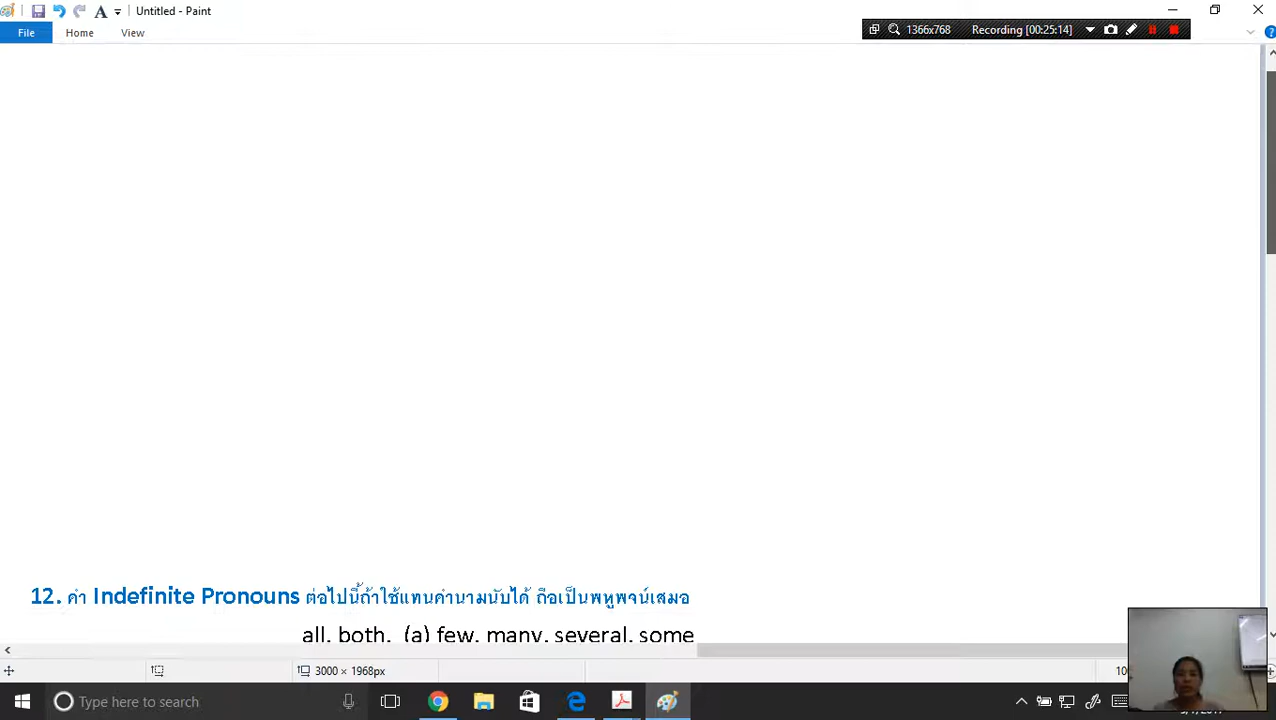 Untitled - Paint
File Home View
1366x768 Recording [00:25:14]
12. คำ Indefinite Pronouns ต่อไปนี้ถ้าใช้แทนคำนามนับได้ ถือเป็นพหูพจน์เสมอ
all, both, (a) few, many, several, some
3000 × 1968px
Type here to search